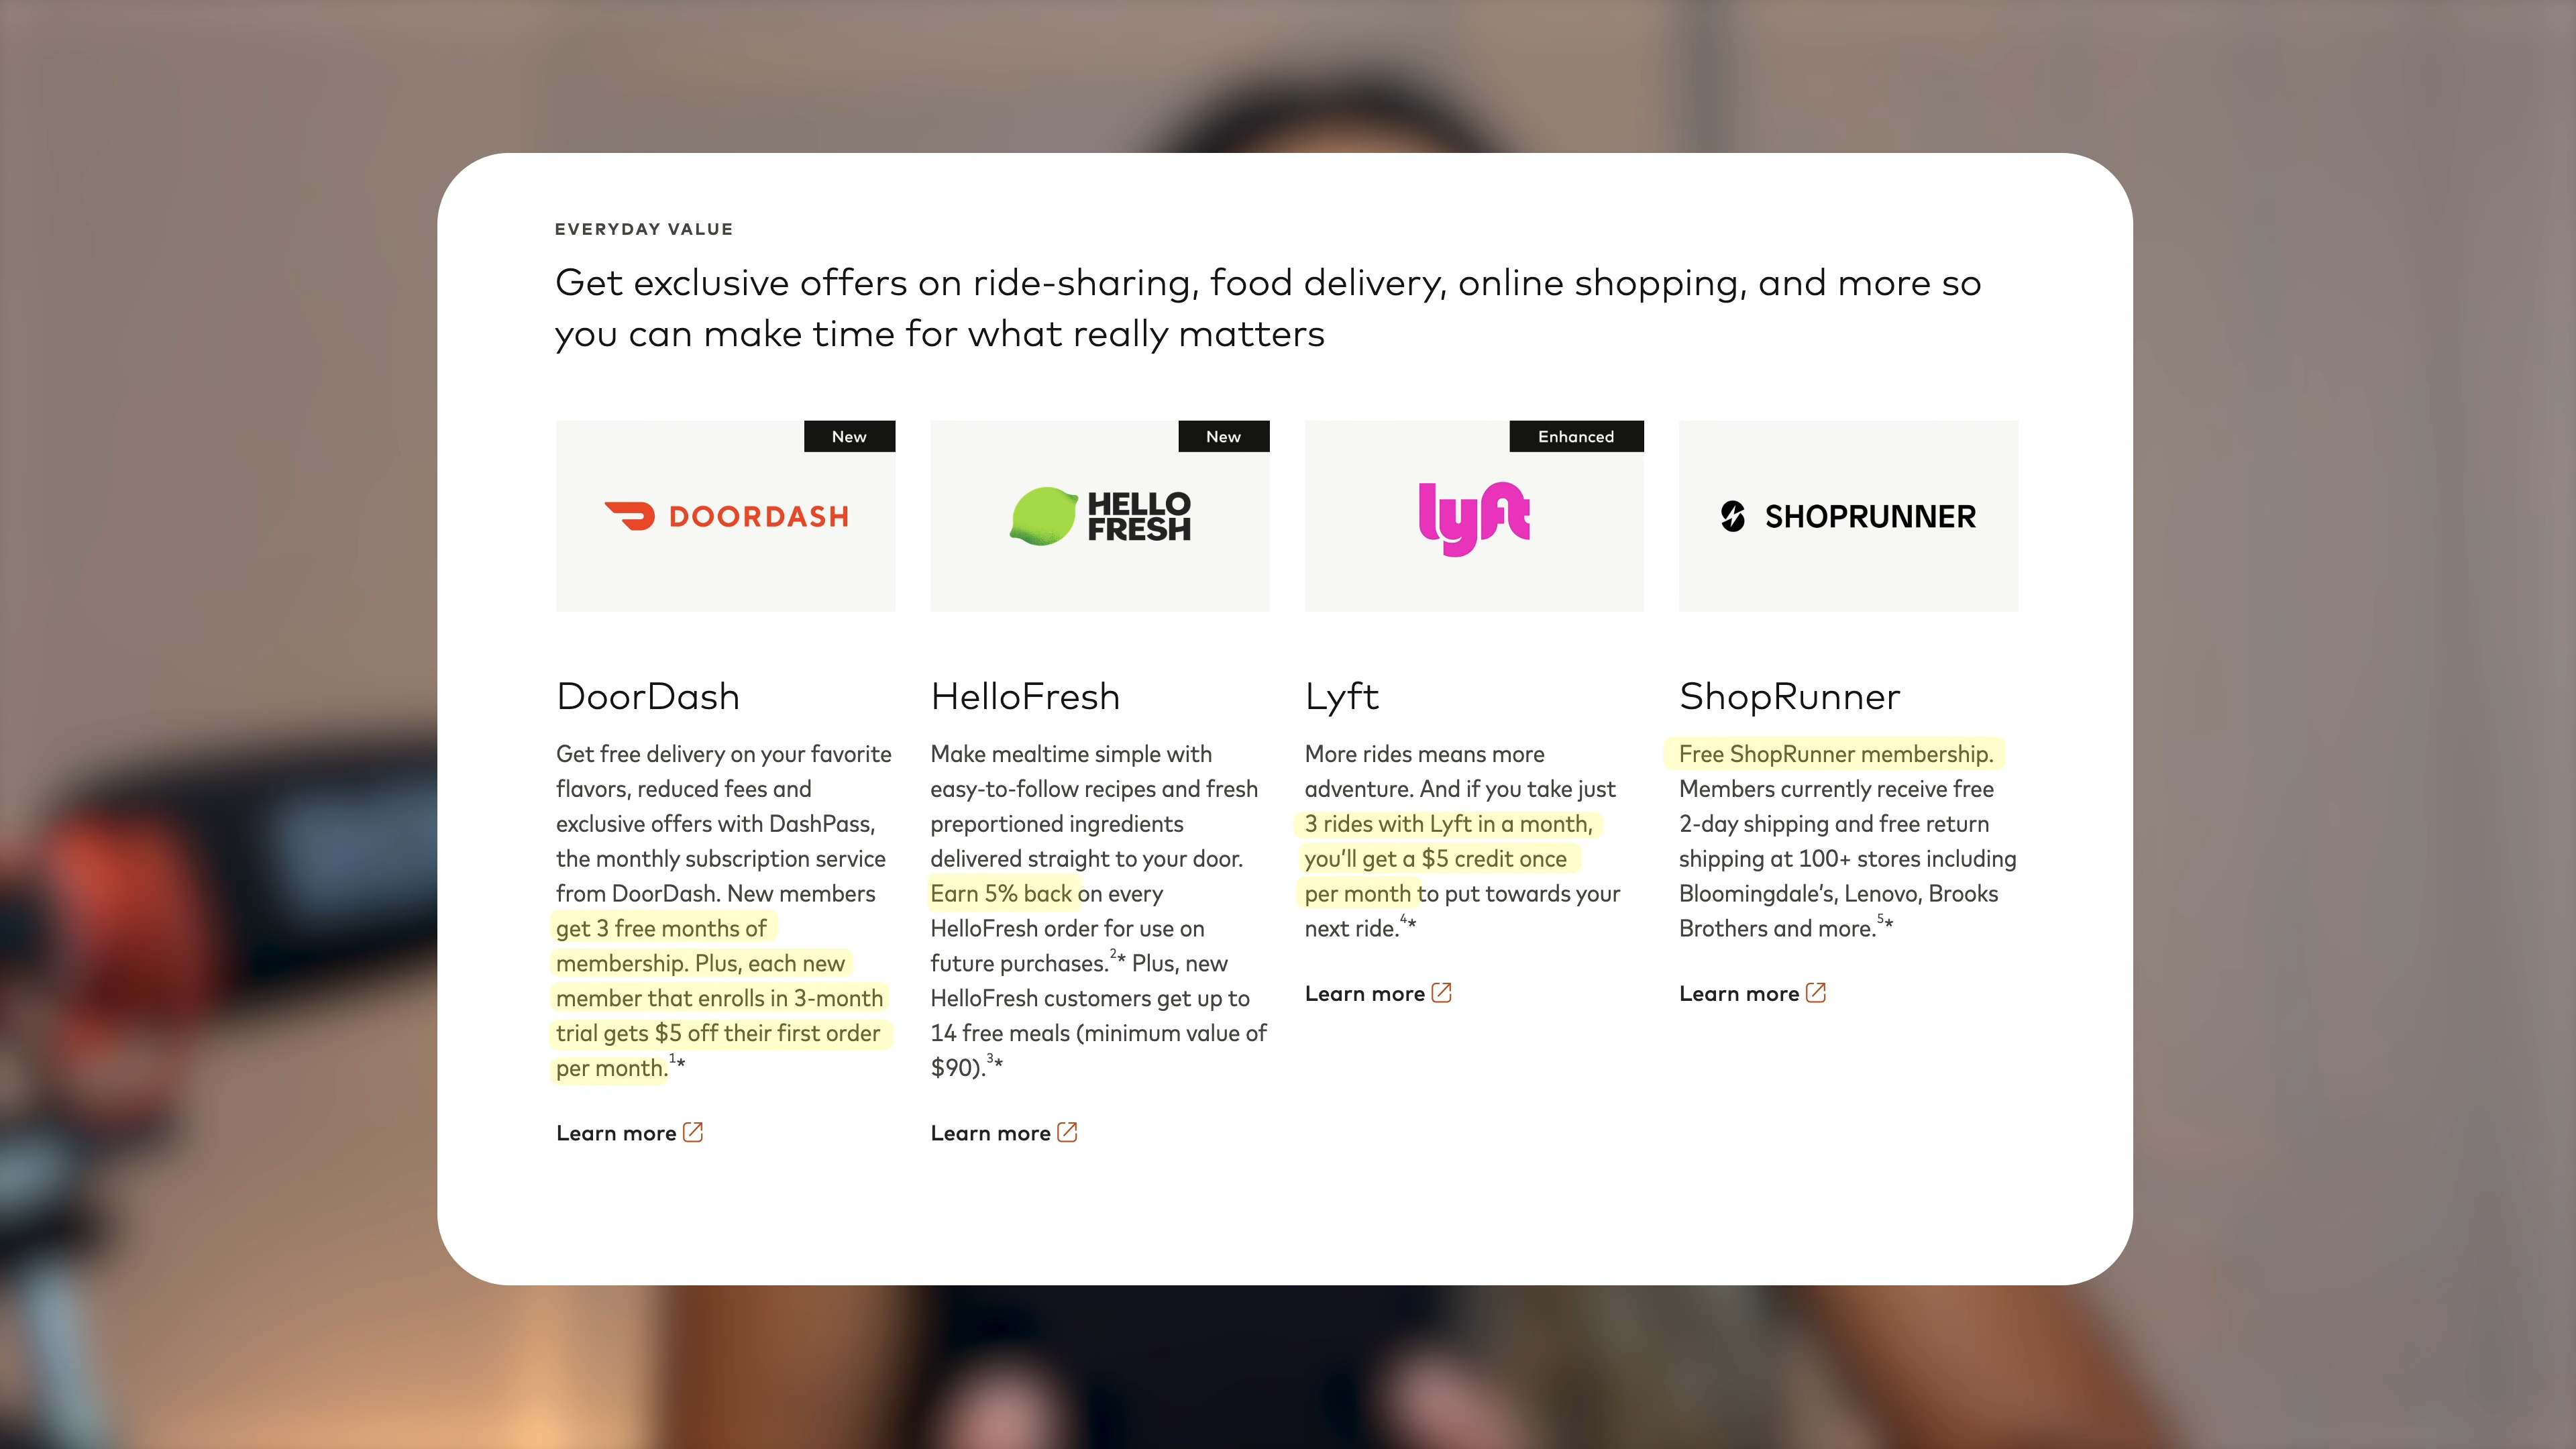 EVERYDAY VALUE
Get exclusive offers on ride-sharing, food delivery, online shopping, and more so
you can make time for what really matters
New
DOORDASH
New
HELLO
FRESH
Enhanced
lyft
SHOPRUNNER
DoorDash
Get free delivery on your favorite
flavors, reduced fees and
exclusive offers with DashPass,
the monthly subscription service
from DoorDash. New members
get 3 free months of
membership. Plus, each new
member that enrolls in 3-month
trial gets $5 off their first order
per month.¹*
Learn more
HelloFresh
Make mealtime simple with
easy-to-follow recipes and fresh
preportioned ingredients
delivered straight to your door.
Earn 5% back on every
HelloFresh order for use on
future purchases.²* Plus, new
HelloFresh customers get up to
14 free meals (minimum value of
$90).³*
Learn more
Lyft
More rides means more
adventure. And if you take just
3 rides with Lyft in a month,
you’ll get a $5 credit once
per month to put towards your
next ride.⁴*
Learn more
ShopRunner
Free ShopRunner membership.
Members currently receive free
2-day shipping and free return
shipping at 100+ stores including
Bloomingdale’s, Lenovo, Brooks
Brothers and more.⁵*
Learn more